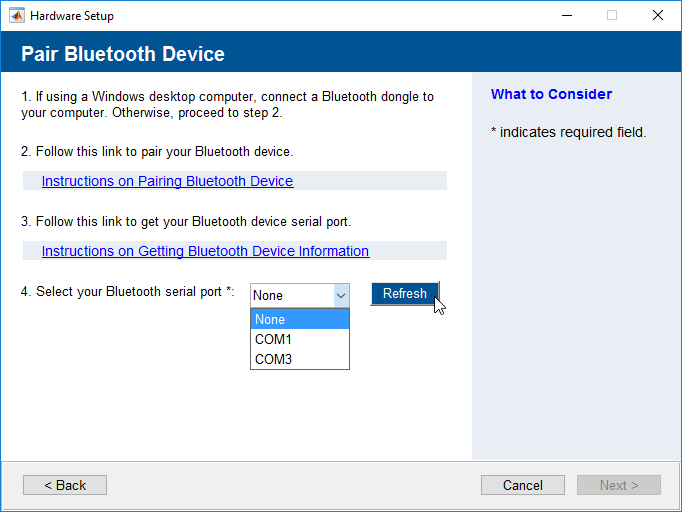 Hardware Setup
Pair Bluetooth Device
1. If using a Windows desktop computer, connect a Bluetooth dongle to
your computer. Otherwise, proceed to step 2.
2. Follow this link to pair your Bluetooth device.
Instructions on Pairing Bluetooth Device
3. Follow this link to get your Bluetooth device serial port.
Instructions on Getting Bluetooth Device Information
4. Select your Bluetooth serial port *:
None
Refresh
None
COM1
COM3
What to Consider
* indicates required field.
< Back
Cancel
Next >